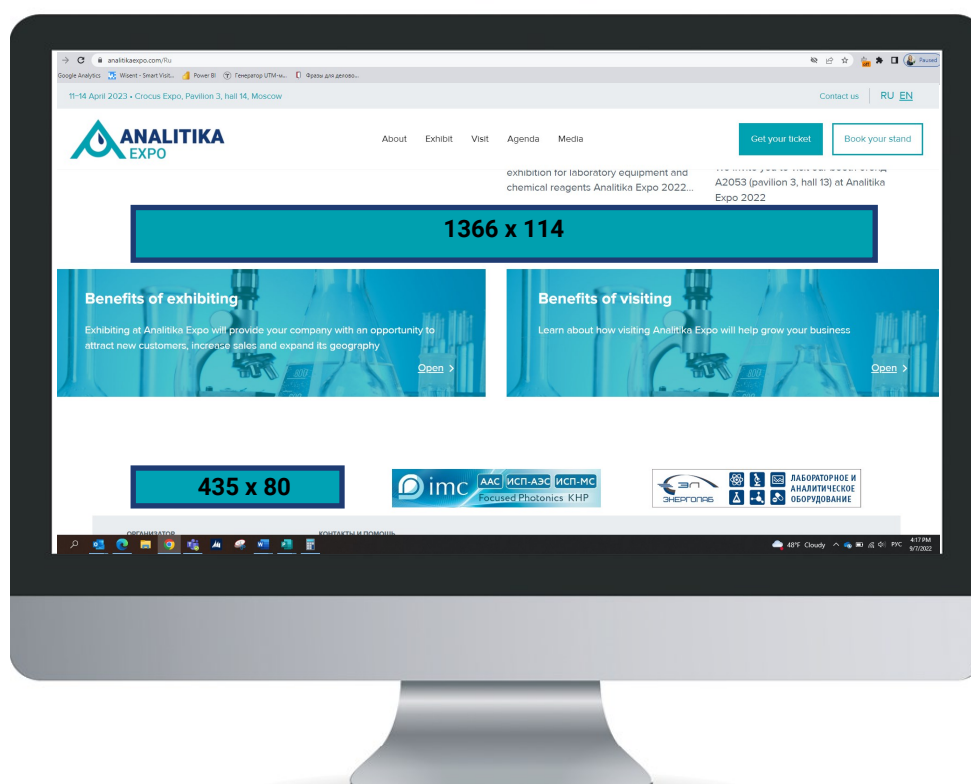 analitikaexpo.com/Ru
Paused
Google Analytics Wisent - Smart Visit... Power BI Генератор UTM-м... Фразы для делово...
11-14 April 2023 • Crocus Expo, Pavilion 3, hall 14, Moscow
Contact us RU EN
ANALITIKA
EXPO
About Exhibit Visit Agenda Media
Get your ticket Book your stand
exhibition for laboratory equipment and
chemical reagents Analitika Expo 2022...
A2053 (pavilion 3, hall 13) at Analitika
Expo 2022
1366 x 114
Benefits of exhibiting
Exhibiting at Analitika Expo will provide your company with an opportunity to
attract new customers, increase sales and expand its geography
Open >
Benefits of visiting
Learn about how visiting Analitika Expo will help grow your business
Open >
435 x 80
imc ААС ИСП-АЭС ИСП-МС
Focused Photonics КНР
ЭНЕРГОЛАБ
ЛАБОРАТОРНОЕ И
АНАЛИТИЧЕСКОЕ
ОБОРУДОВАНИЕ
ОРГАНИЗАТОР КОНТАКТЫ И ПОМОЩЬ
48°F Cloudy РУС 4:17 PM
9/7/2022